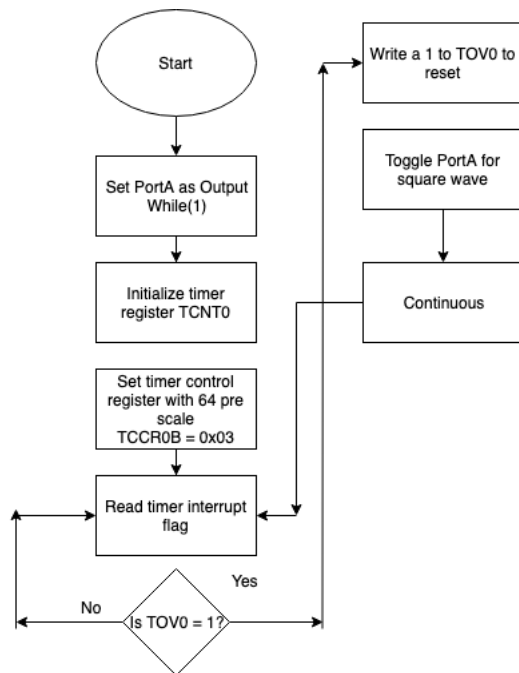 Start
Set PortA as Output
While(1)
Initialize timer
register TCNT0
Set timer control
register with 64 pre
scale
TCCR0B = 0x03
Read timer interrupt
flag
Is TOV0 = 1?
No
Yes
Write a 1 to TOV0 to
reset
Toggle PortA for
square wave
Continuous